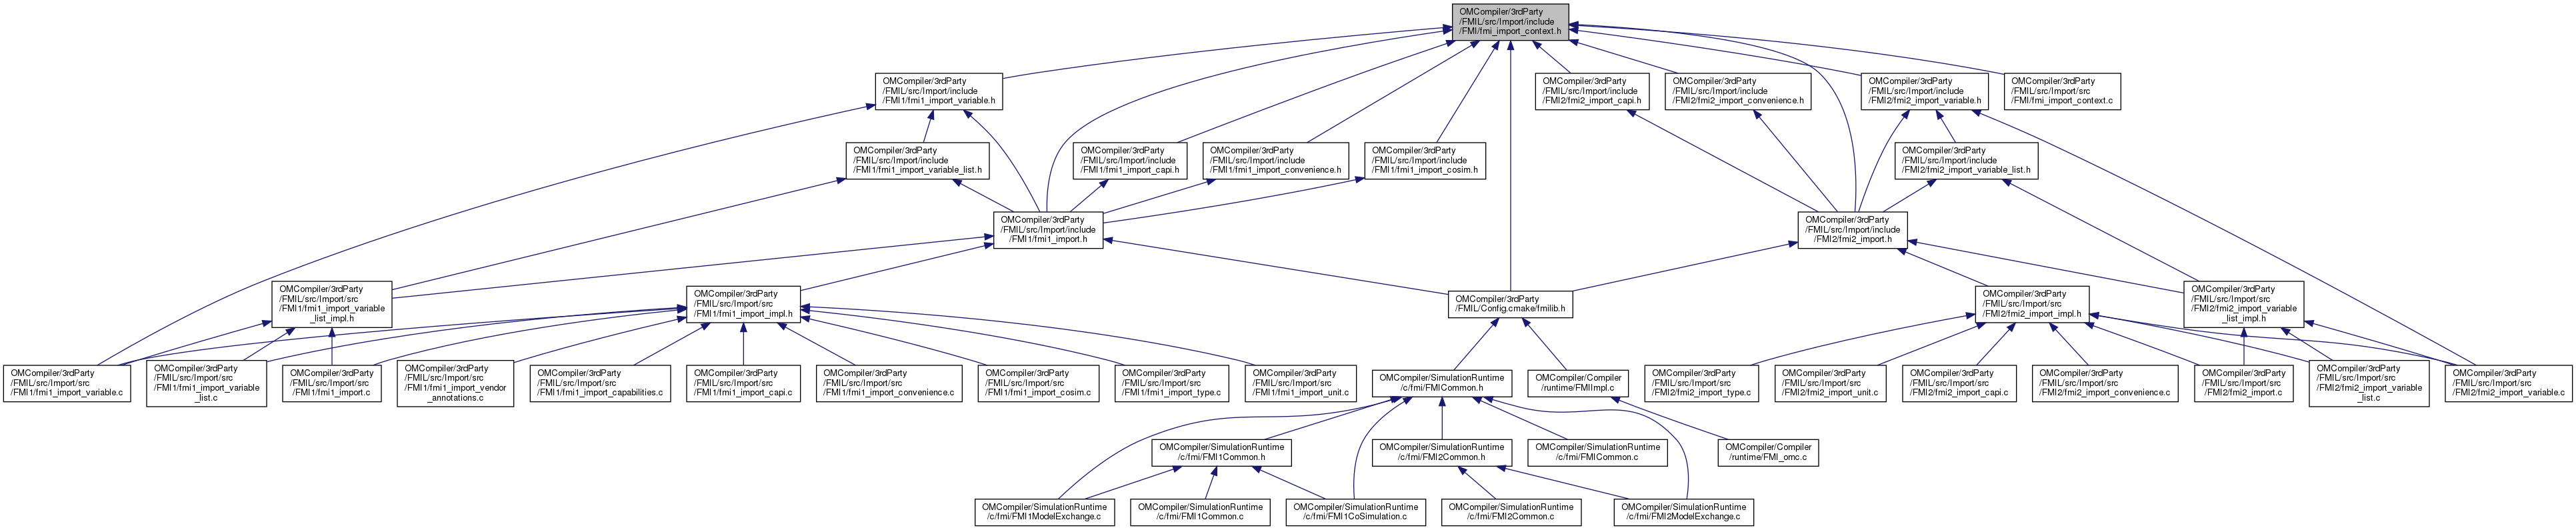 OMCompiler/3rdParty
/FMIL/src/Import/include
/FMI/fmi_import_context.h
OMCompiler/3rdParty
/FMIL/src/Import/include
/FMI1/fmi1_import_variable.h
OMCompiler/3rdParty
/FMIL/src/Import/include
/FMI2/fmi2_import_capi.h
OMCompiler/3rdParty
/FMIL/src/Import/include
/FMI2/fmi2_import_convenience.h
OMCompiler/3rdParty
/FMIL/src/Import/include
/FMI2/fmi2_import_variable.h
OMCompiler/3rdParty
/FMIL/src/Import/src
/FMI/fmi_import_context.c
OMCompiler/3rdParty
/FMIL/src/Import/include
/FMI1/fmi1_import_variable_list.h
OMCompiler/3rdParty
/FMIL/src/Import/include
/FMI1/fmi1_import_capi.h
OMCompiler/3rdParty
/FMIL/src/Import/include
/FMI1/fmi1_import_convenience.h
OMCompiler/3rdParty
/FMIL/src/Import/include
/FMI1/fmi1_import_cosim.h
OMCompiler/3rdParty
/FMIL/src/Import/include
/FMI2/fmi2_import_variable_list.h
OMCompiler/3rdParty
/FMIL/src/Import/include
/FMI1/fmi1_import.h
OMCompiler/3rdParty
/FMIL/src/Import/include
/FMI2/fmi2_import.h
OMCompiler/3rdParty
/FMIL/src/Import/src
/FMI1/fmi1_import_variable
_list_impl.h
OMCompiler/3rdParty
/FMIL/src/Import/src
/FMI1/fmi1_import_impl.h
OMCompiler/3rdParty
/FMIL/Config.cmake/fmilib.h
OMCompiler/3rdParty
/FMIL/src/Import/src
/FMI2/fmi2_import_impl.h
OMCompiler/3rdParty
/FMIL/src/Import/src
/FMI2/fmi2_import_variable
_list_impl.h
OMCompiler/3rdParty
/FMIL/src/Import/src
/FMI1/fmi1_import_variable.c
OMCompiler/3rdParty
/FMIL/src/Import/src
/FMI1/fmi1_import_variable
_list.c
OMCompiler/3rdParty
/FMIL/src/Import/src
/FMI1/fmi1_import.c
OMCompiler/3rdParty
/FMIL/src/Import/src
/FMI1/fmi1_import_vendor
_annotations.c
OMCompiler/3rdParty
/FMIL/src/Import/src
/FMI1/fmi1_import_capabilities.c
OMCompiler/3rdParty
/FMIL/src/Import/src
/FMI1/fmi1_import_capi.c
OMCompiler/3rdParty
/FMIL/src/Import/src
/FMI1/fmi1_import_convenience.c
OMCompiler/3rdParty
/FMIL/src/Import/src
/FMI1/fmi1_import_cosim.c
OMCompiler/3rdParty
/FMIL/src/Import/src
/FMI1/fmi1_import_type.c
OMCompiler/3rdParty
/FMIL/src/Import/src
/FMI1/fmi1_import_unit.c
OMCompiler/SimulationRuntime
/c/fmi/FMICommon.h
OMCompiler/Compiler
/runtime/FMIImpl.c
OMCompiler/3rdParty
/FMIL/src/Import/src
/FMI2/fmi2_import_type.c
OMCompiler/3rdParty
/FMIL/src/Import/src
/FMI2/fmi2_import_unit.c
OMCompiler/3rdParty
/FMIL/src/Import/src
/FMI2/fmi2_import_capi.c
OMCompiler/3rdParty
/FMIL/src/Import/src
/FMI2/fmi2_import_convenience.c
OMCompiler/3rdParty
/FMIL/src/Import/src
/FMI2/fmi2_import.c
OMCompiler/3rdParty
/FMIL/src/Import/src
/FMI2/fmi2_import_variable
_list.c
OMCompiler/3rdParty
/FMIL/src/Import/src
/FMI2/fmi2_import_variable.c
OMCompiler/SimulationRuntime
/c/fmi/FMI1Common.h
OMCompiler/SimulationRuntime
/c/fmi/FMI2Common.h
OMCompiler/SimulationRuntime
/c/fmi/FMICommon.c
OMCompiler/Compiler
/runtime/FMI_omc.c
OMCompiler/SimulationRuntime
/c/fmi/FMI1ModelExchange.c
OMCompiler/SimulationRuntime
/c/fmi/FMI1Common.c
OMCompiler/SimulationRuntime
/c/fmi/FMI1CoSimulation.c
OMCompiler/SimulationRuntime
/c/fmi/FMI2Common.c
OMCompiler/SimulationRuntime
/c/fmi/FMI2ModelExchange.c